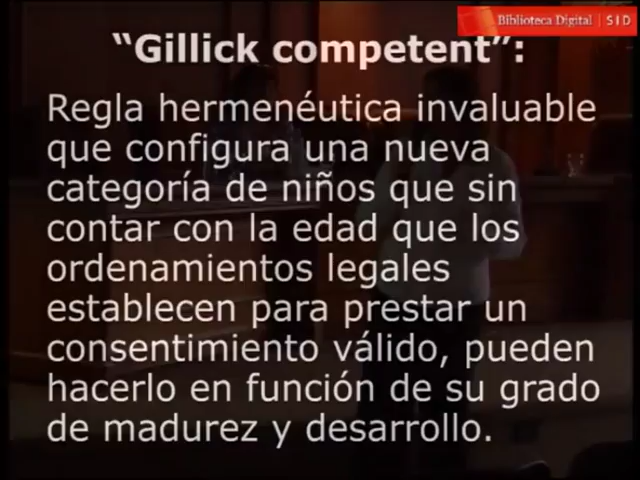 Biblioteca Digital | SID
“Gillick competent”:
Regla hermenéutica invaluable
que configura una nueva
categoría de niños que sin
contar con la edad que los
ordenamientos legales
establecen para prestar un
consentimiento válido, pueden
hacerlo en función de su grado
de madurez y desarrollo.